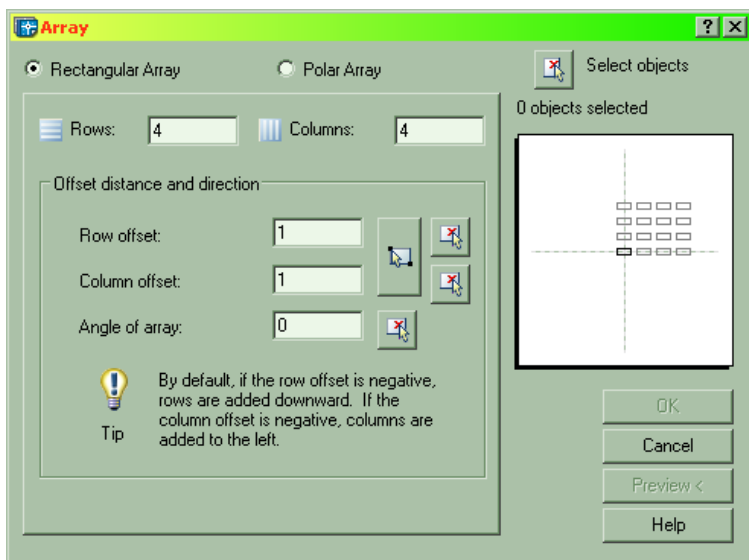 Array
Rectangular Array Polar Array Select objects
0 objects selected
Rows: 4 Columns: 4
Offset distance and direction
Row offset: 1
Column offset: 1
Angle of array: 0
By default, if the row offset is negative,
rows are added downward. If the
column offset is negative, columns are
added to the left.
Tip
OK
Cancel
Preview <
Help